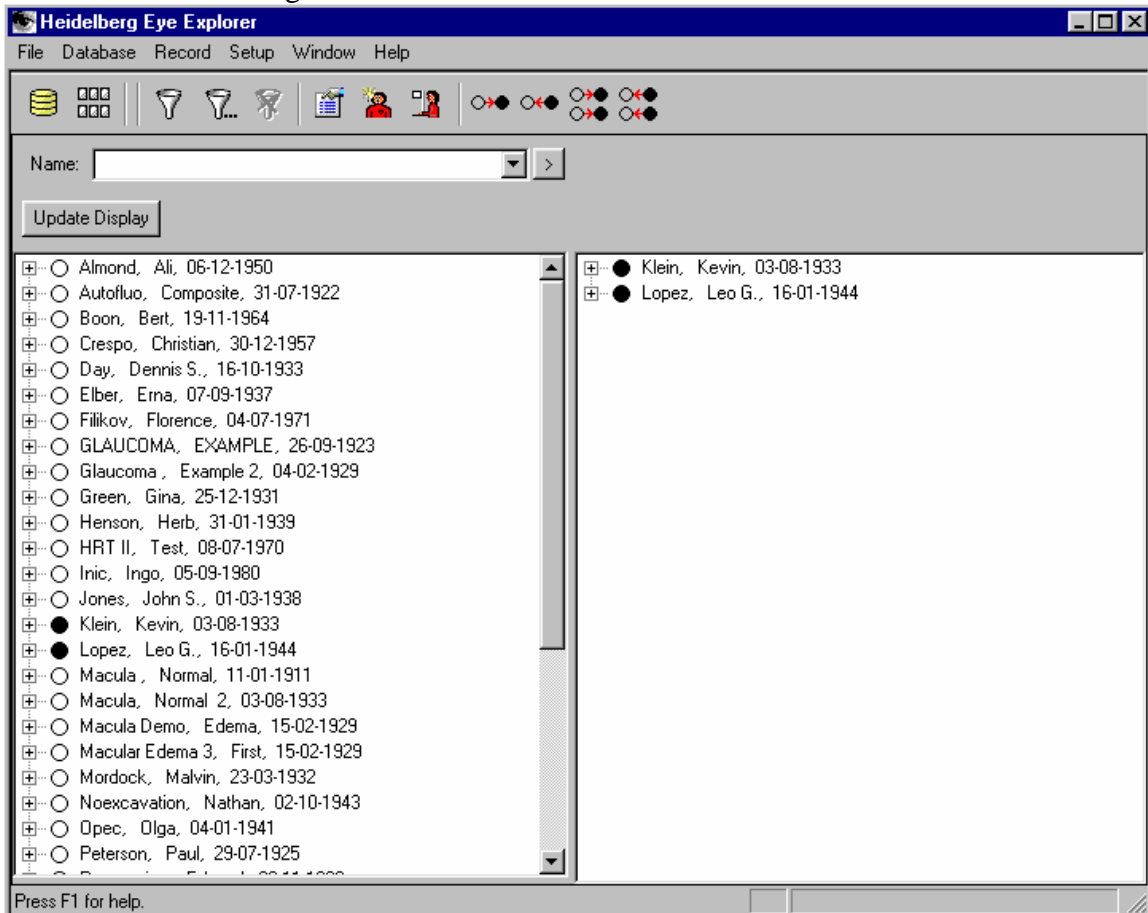 Heidelberg Eye Explorer
File Database Record Setup Window Help
Name: >
Update Display
Almond, Ali, 06-12-1950
Autofluo, Composite, 31-07-1922
Boon, Bert, 19-11-1964
Crespo, Christian, 30-12-1957
Day, Dennis S., 16-10-1933
Elber, Erna, 07-09-1937
Filikov, Florence, 04-07-1971
GLAUCOMA, EXAMPLE, 26-09-1923
Glaucoma , Example 2, 04-02-1929
Green, Gina, 25-12-1931
Henson, Herb, 31-01-1939
HRT II, Test, 08-07-1970
Inic, Ingo, 05-09-1980
Jones, John S., 01-03-1938
Klein, Kevin, 03-08-1933
Lopez, Leo G., 16-01-1944
Macula , Normal, 11-01-1911
Macula, Normal 2, 03-08-1933
Macula Demo, Edema, 15-02-1929
Macular Edema 3, First, 15-02-1929
Mordock, Malvin, 23-03-1932
Noexcavation, Nathan, 02-10-1943
Opec, Olga, 04-01-1941
Peterson, Paul, 29-07-1925
Klein, Kevin, 03-08-1933
Lopez, Leo G., 16-01-1944
Press F1 for help.